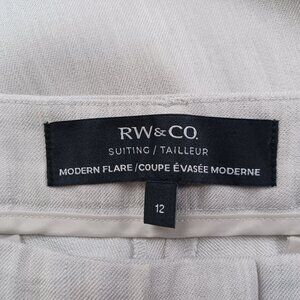 RW&CO.
SUITING / TAILLEUR
MODERN FLARE / COUPE ÉVASÉE MODERNE
12